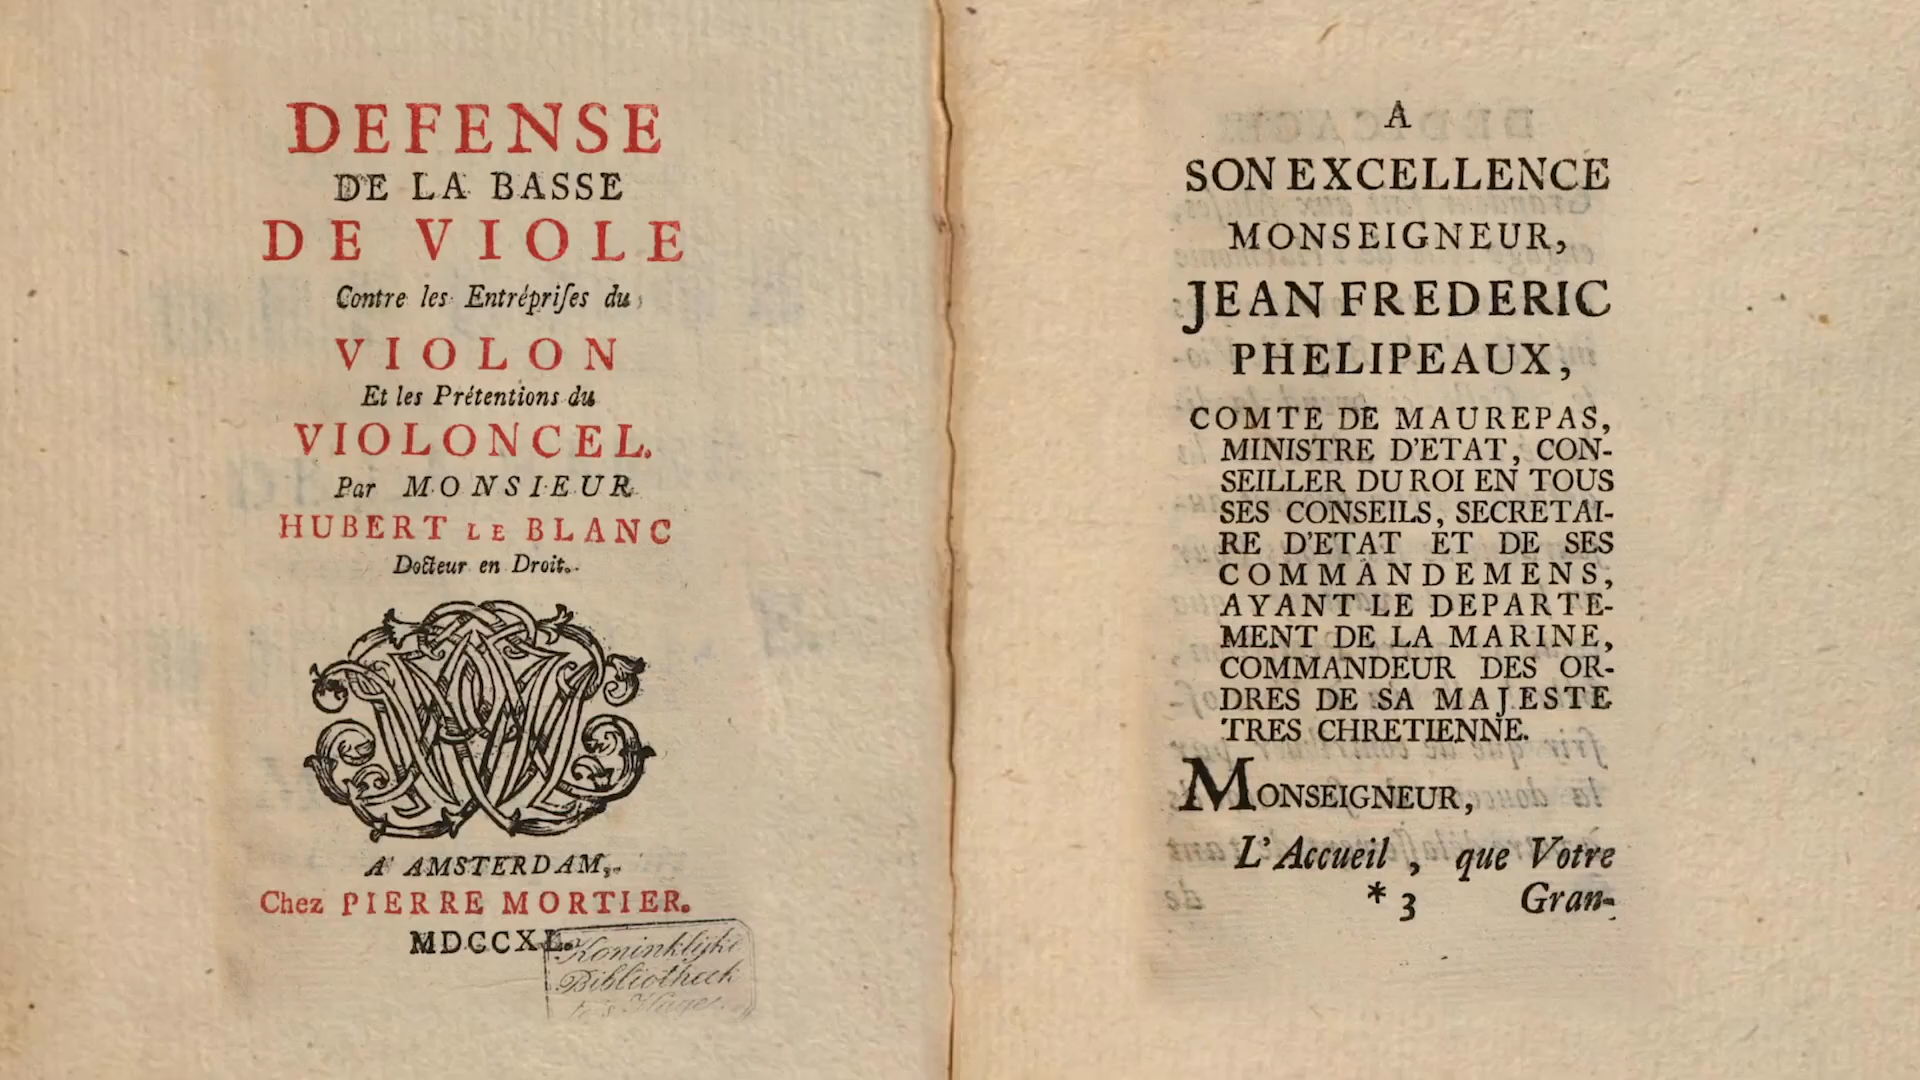 DEFENSE
DE LA BASSE
DE VIOLE
Contre les Entrépriſes du
VIOLON
Et les Prétentions du
VIOLONCEL.
Par MONSIEUR
HUBERT LE BLANC
Docteur en Droit.
A AMSTERDAM,
Chez PIERRE MORTIER.
MDCCXL.
Koninklijke
Bibliotheek
te 's Hage.
A
SON EXCELLENCE
MONSEIGNEUR,
JEAN FREDERIC
PHELIPEAUX,
COMTE DE MAUREPAS,
MINISTRE D'ETAT, CON-
SEILLER DU ROI EN TOUS
SES CONSEILS, SECRETAI-
RE D'ETAT ET DE SES
COMMANDEMENS,
AYANT LE DEPARTE-
MENT DE LA MARINE,
COMMANDEUR DES OR-
DRES DE SA MAJESTE
TRES CHRETIENNE.
MONSEIGNEUR,
L'Accueil, que Votre
* 3 Gran-